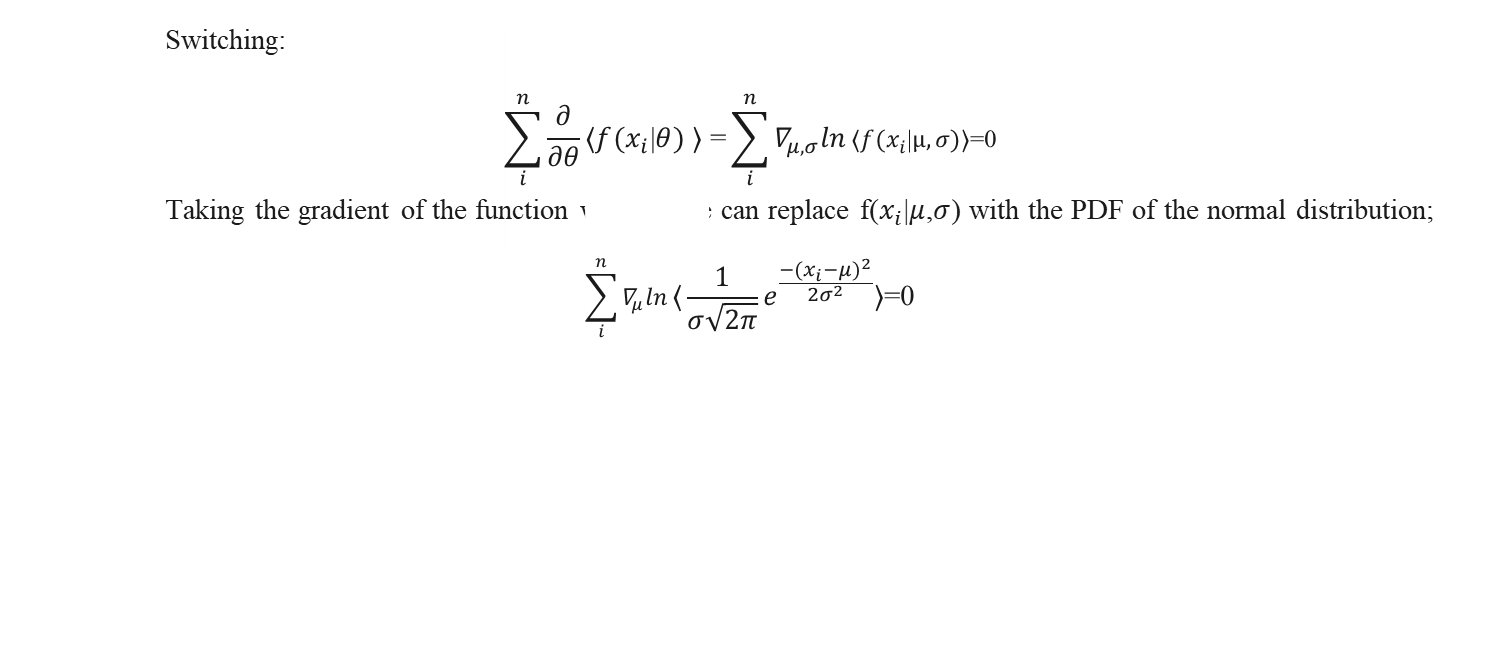 Switching:
∑ᵢⁿ ∂/∂θ ⟨f(xᵢ|θ) ⟩ = ∑ᵢⁿ ∇μ,σ ln ⟨f(xᵢ|μ, σ)⟩=0
Taking the gradient of the function can replace f(xᵢ|μ,σ) with the PDF of the normal distribution;
∑ᵢⁿ ∇μ ln ⟨ 1/(σ√2π) e^(−(xᵢ−μ)²/2σ²) ⟩=0